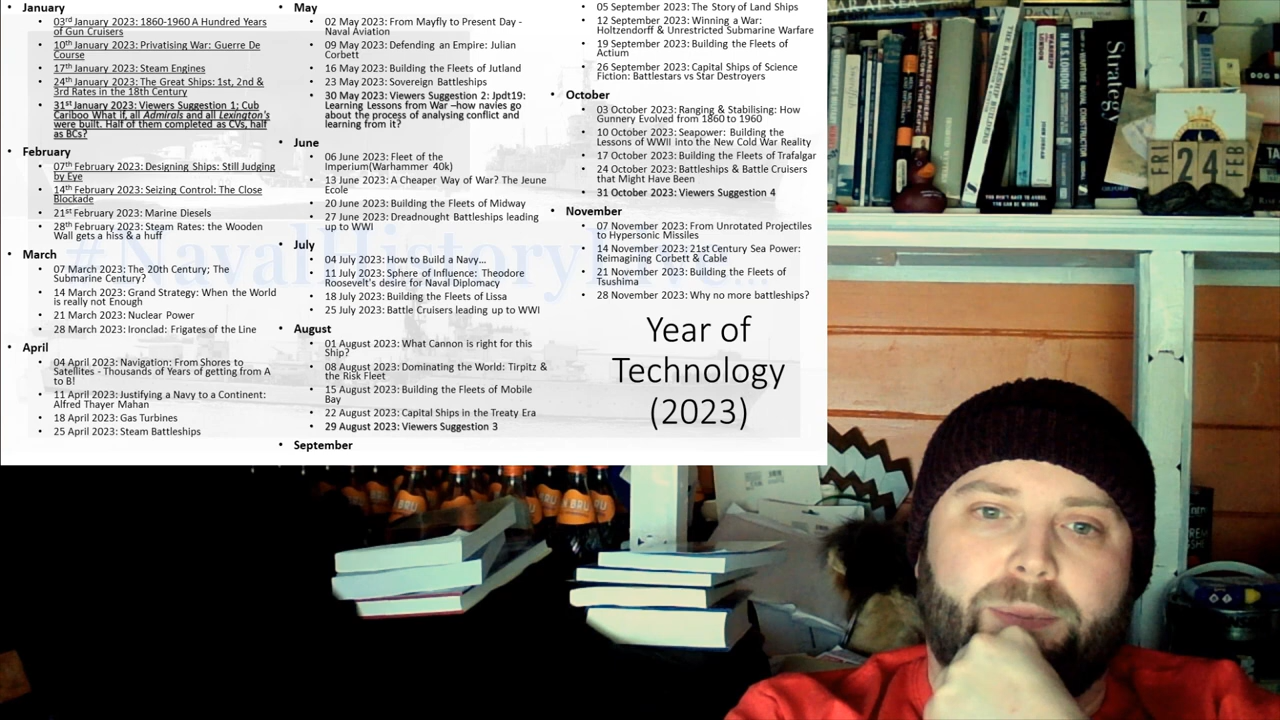 January
03rd January 2023: 1860-1960 A Hundred Years
of Gun Cruisers
10th January 2023: Privatising War: Guerre De
Course
17th January 2023: Steam Engines
24th January 2023: The Great Ships: 1st, 2nd &
3rd Rates in the 18th Century
31st January 2023: Viewers Suggestion 1; Cub
Cariboo What if, all Admirals and all Lexington's
were built. Half of them completed as CVs, half
as BCs?
February
07th February 2023: Designing Ships: Still Judging
by Eye
14th February 2023: Seizing Control: The Close
Blockade
21st February 2023: Marine Diesels
28th February 2023: Steam Rates: the Wooden
Wall gets a hiss & a huff
March
07 March 2023: The 20th Century; The
Submarine Century?
14 March 2023: Grand Strategy: When the World
is really not Enough
21 March 2023: Nuclear Power
28 March 2023: Ironclad: Frigates of the Line
April
04 April 2023: Navigation: From Shores to
Satellites - Thousands of Years of getting from A
to B!
11 April 2023: Justifying a Navy to a Continent:
Alfred Thayer Mahan
18 April 2023: Gas Turbines
25 April 2023: Steam Battleships
May
02 May 2023: From Mayfly to Present Day -
Naval Aviation
09 May 2023: Defending an Empire: Julian
Corbett
16 May 2023: Building the Fleets of Jutland
23 May 2023: Sovereign Battleships
30 May 2023: Viewers Suggestion 2: Jpdt19:
Learning Lessons from War –how navies go
about the process of analysing conflict and
learning from it?
June
06 June 2023: Fleet of the
Imperium(Warhammer 40k)
13 June 2023: A Cheaper Way of War? The Jeune
Ecole
20 June 2023: Building the Fleets of Midway
27 June 2023: Dreadnought Battleships leading
up to WWI
July
04 July 2023: How to Build a Navy...
11 July 2023: Sphere of Influence: Theodore
Roosevelt's desire for Naval Diplomacy
18 July 2023: Building the Fleets of Lissa
25 July 2023: Battle Cruisers leading up to WWI
August
01 August 2023: What Cannon is right for this
Ship?
08 August 2023: Dominating the World: Tirpitz &
the Risk Fleet
15 August 2023: Building the Fleets of Mobile
Bay
22 August 2023: Capital Ships in the Treaty Era
29 August 2023: Viewers Suggestion 3
September
05 September 2023: The Story of Land Ships
12 September 2023: Winning a War:
Holtzendorff & Unrestricted Submarine Warfare
19 September 2023: Building the Fleets of
Actium
26 September 2023: Capital Ships of Science
Fiction: Battlestars vs Star Destroyers
October
03 October 2023: Ranging & Stabilising: How
Gunnery Evolved from 1860 to 1960
10 October 2023: Seapower: Building the
Lessons of WWII into the New Cold War Reality
17 October 2023: Building the Fleets of Trafalgar
24 October 2023: Battleships & Battle Cruisers
that Might Have Been
31 October 2023: Viewers Suggestion 4
November
07 November 2023: From Unrotated Projectiles
to Hypersonic Missiles
14 November 2023: 21st Century Sea Power:
Reimagining Corbett & Cable
21 November 2023: Building the Fleets of
Tsushima
28 November 2023: Why no more battleships?
Year of
Technology
(2023)
Strategy
H.M.S LONDON
FRI 24 FEB